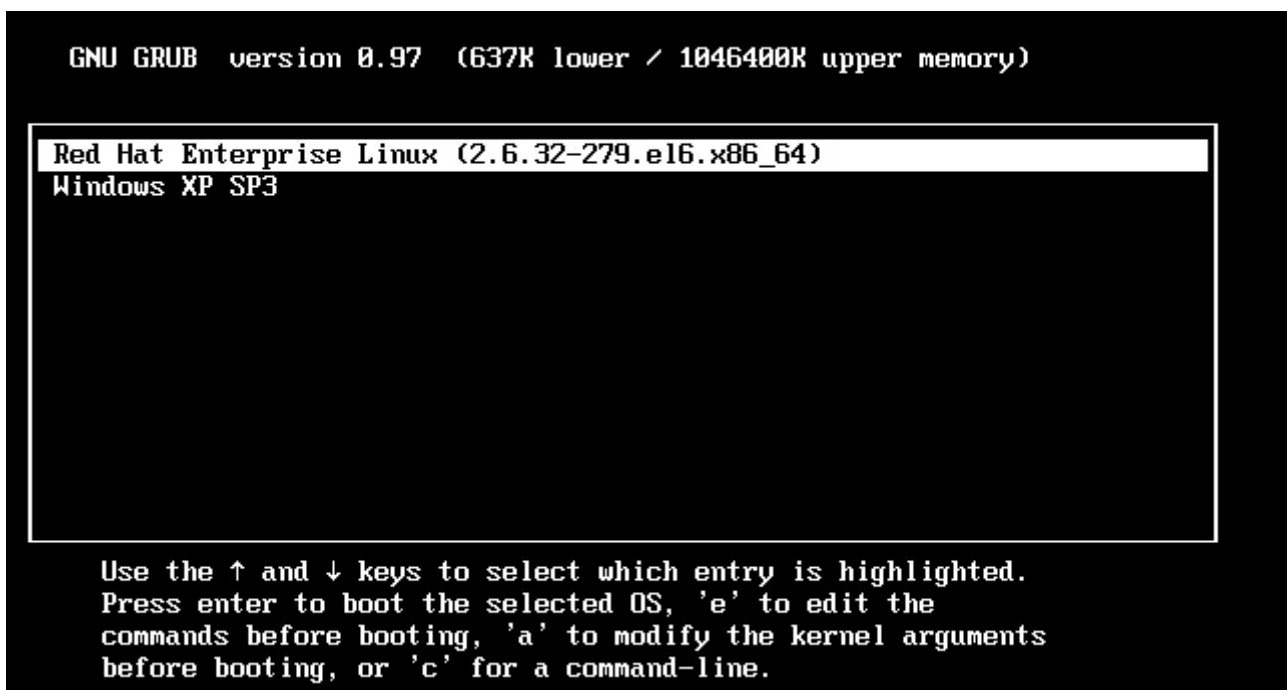 GNU GRUB  version 0.97  (637K lower / 1046400K upper memory)
Red Hat Enterprise Linux (2.6.32-279.el6.x86_64)
Windows XP SP3
Use the ↑ and ↓ keys to select which entry is highlighted.
Press enter to boot the selected OS, 'e' to edit the
commands before booting, 'a' to modify the kernel arguments
before booting, or 'c' for a command-line.